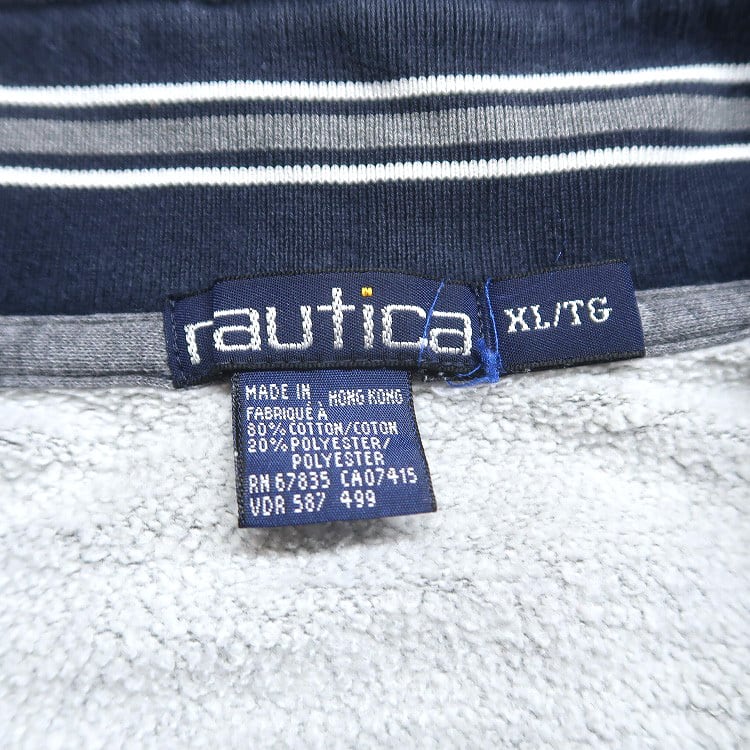 nautica
XL/TG
MADE IN HONG KONG
FABRIQUÉ À
80% COTTON/COTON
20% POLYESTER/
POLYESTER
RN 67835 CA07415
VDR 587 499